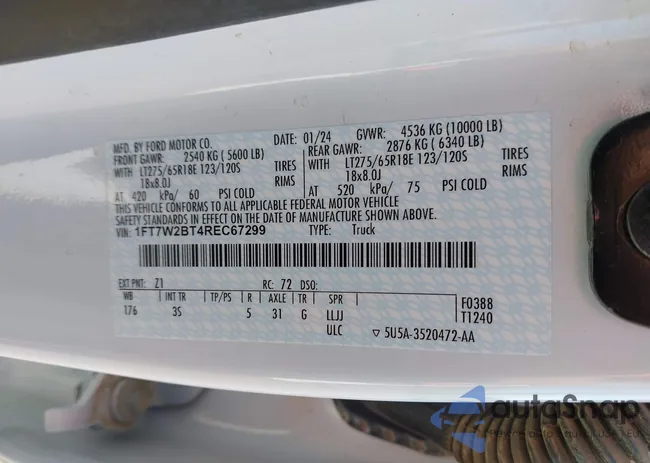 MFD. BY FORD MOTOR CO.
DATE: 01/24 GVWR: 4536 KG (10000 LB)
FRONT GAWR: 2540 KG (5600 LB) REAR GAWR: 2876 KG (6340 LB)
WITH LT275/65R18E 123/120S TIRES WITH LT275/65R18E 123/120S TIRES
18x8.0J RIMS 18x8.0J RIMS
AT 420 kPa/ 60 PSI COLD AT 520 kPa/ 75 PSI COLD
THIS VEHICLE CONFORMS TO ALL APPLICABLE FEDERAL MOTOR VEHICLE
SAFETY STANDARDS IN EFFECT ON THE DATE OF MANUFACTURE SHOWN ABOVE.
VIN: 1FT7W2BT4REC67299 TYPE: Truck
EXT PNT: Z1 RC: 72 DSO:
WB INT TR TP/PS R AXLE TR SPR F0388
176 3S 5 31 G LLJJ T1240
ULC ▽ 5U5A-3520472-AA
autoSnap